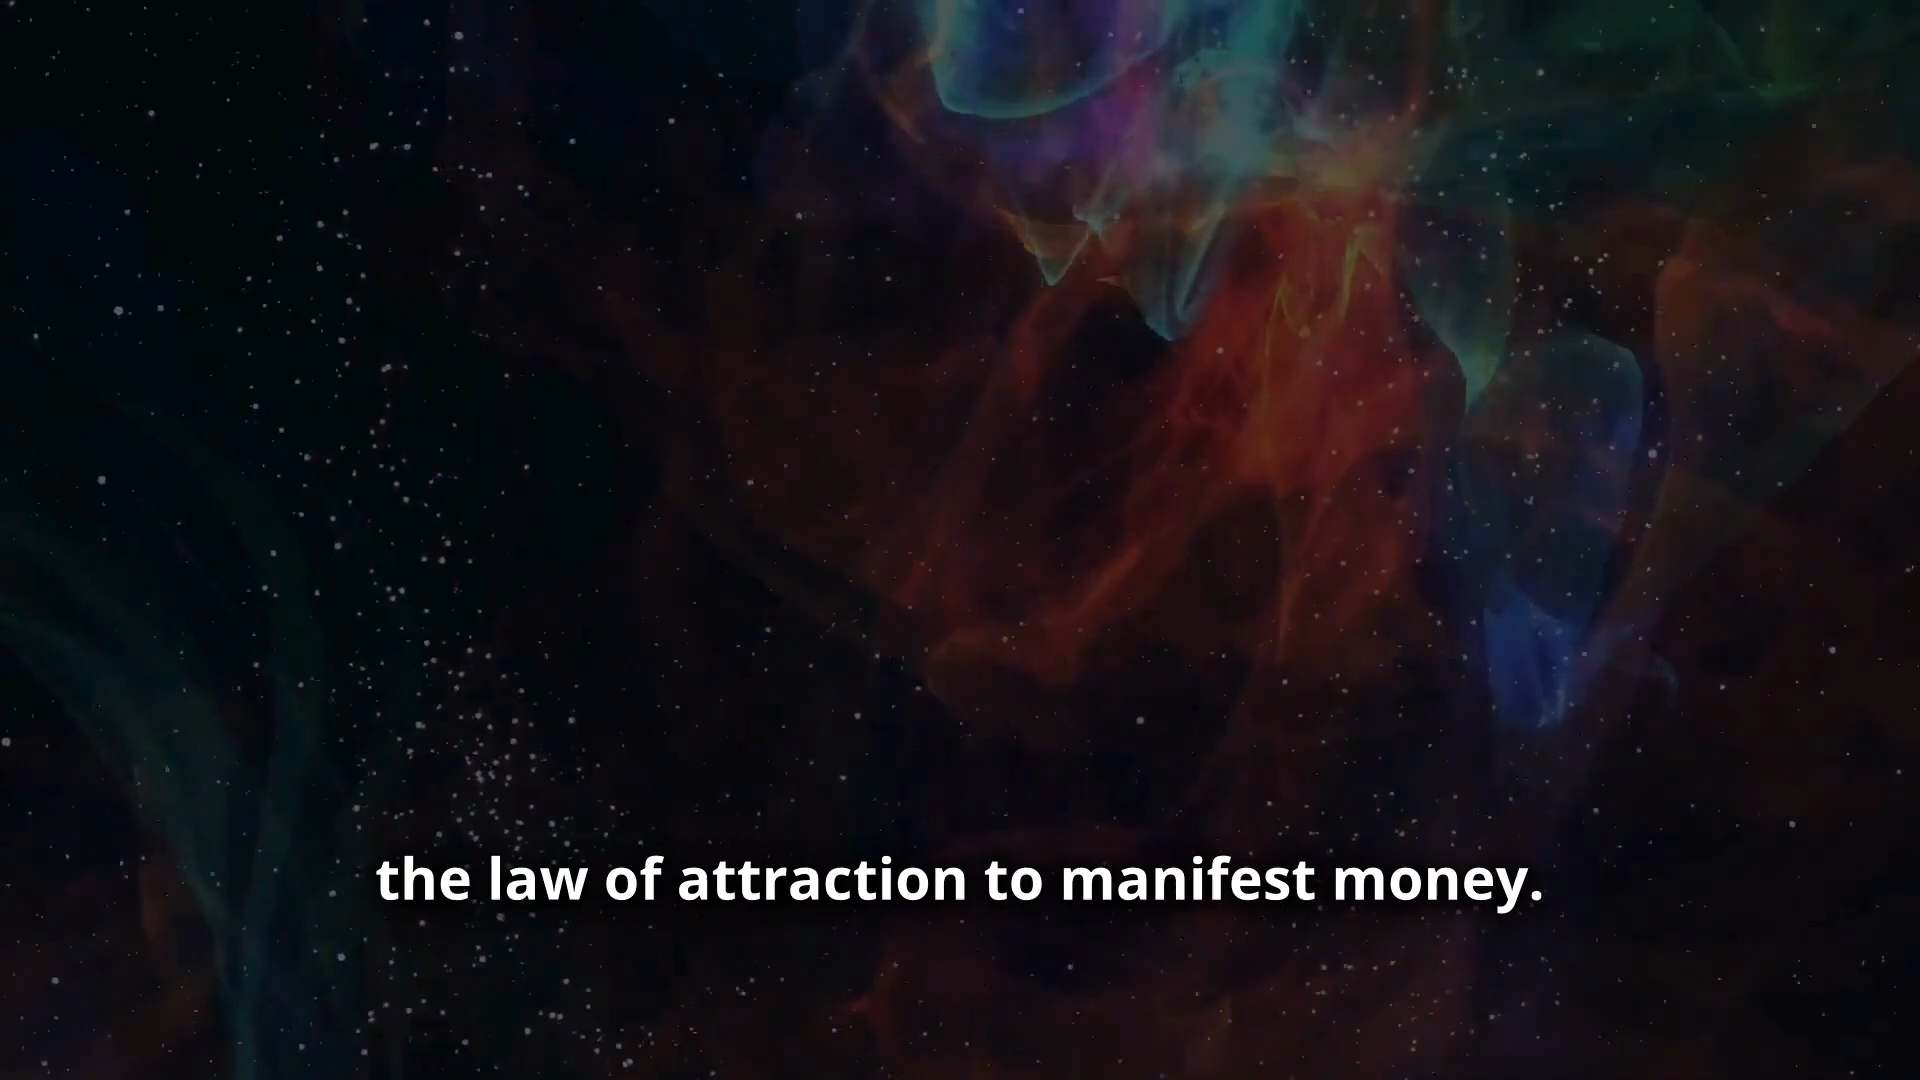 the law of attraction to manifest money.